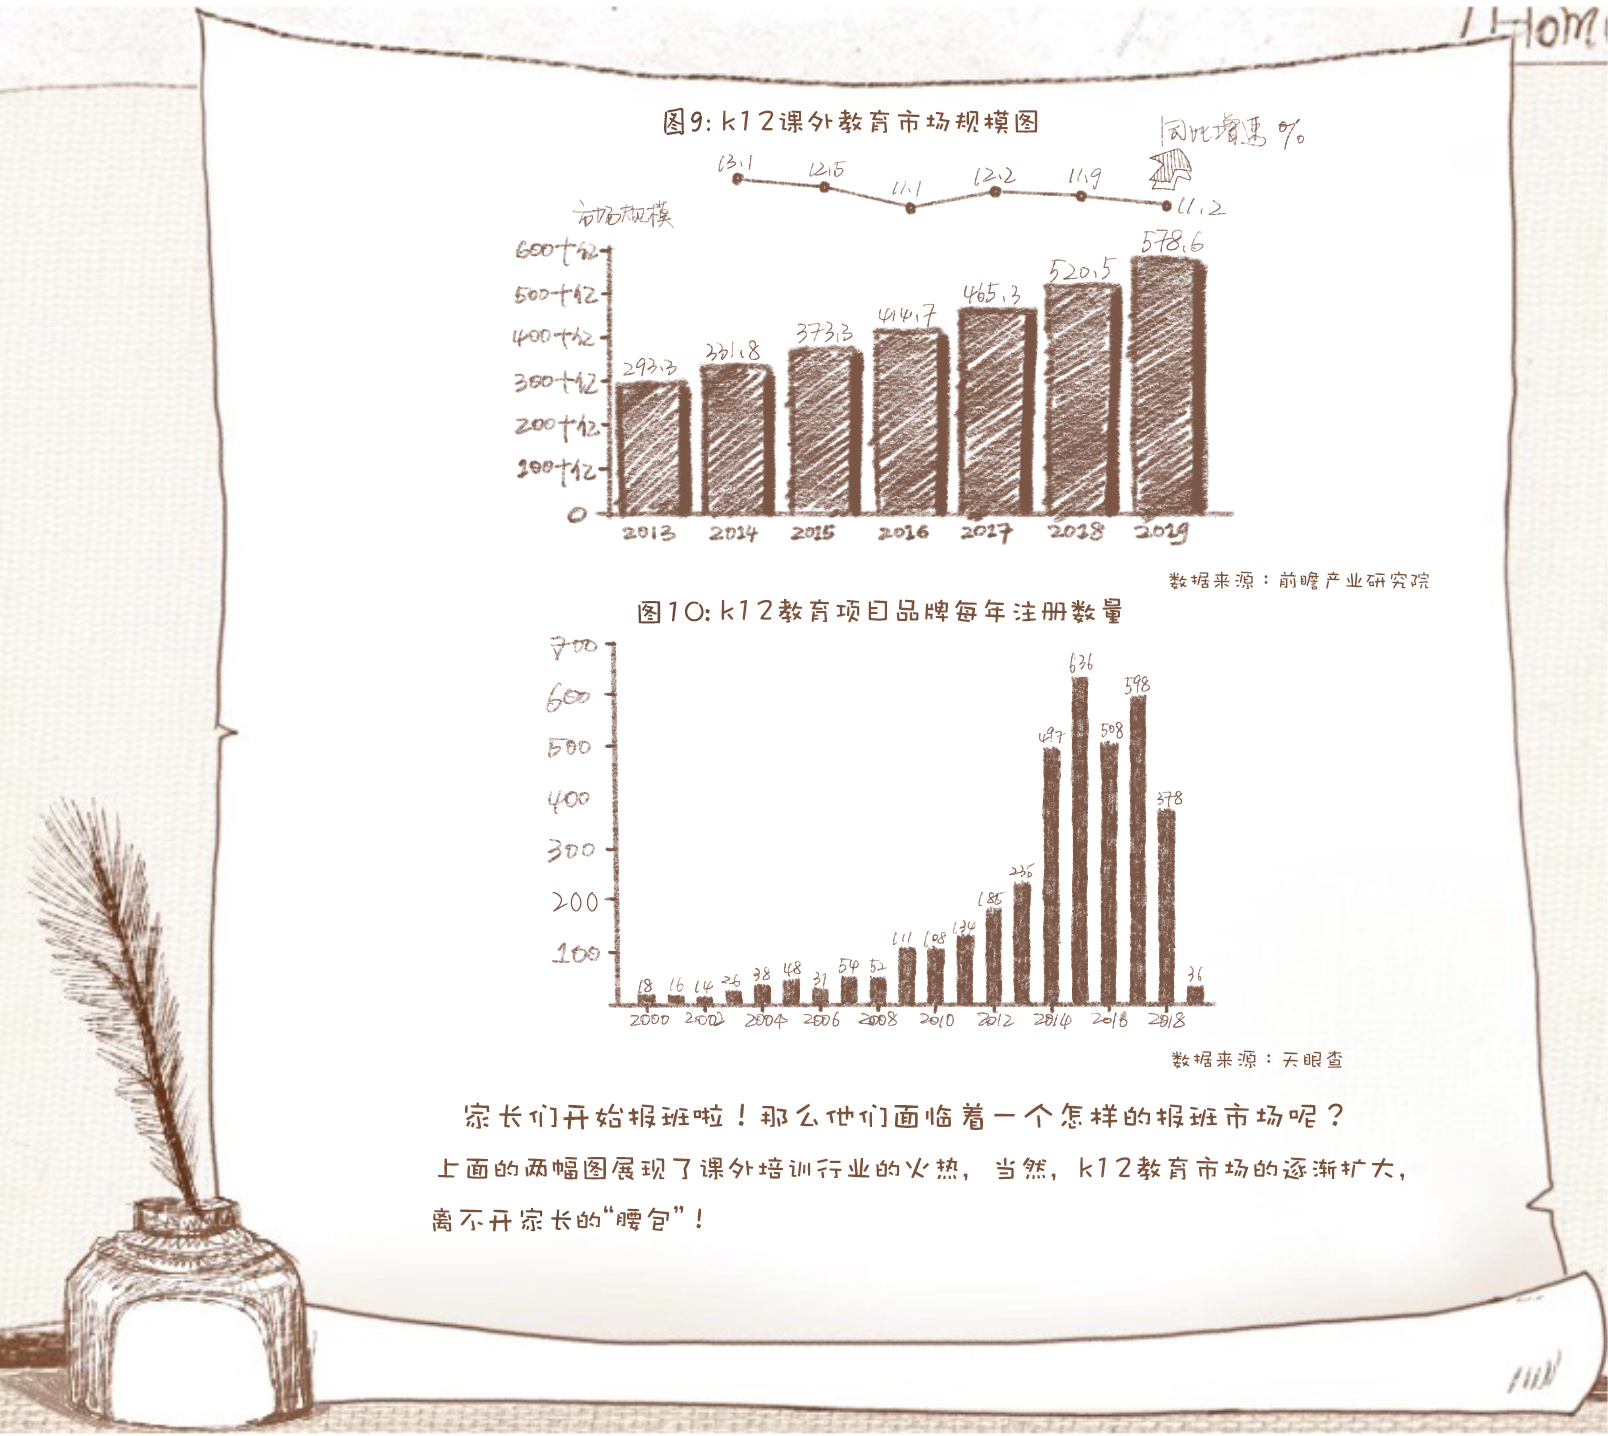 Hom
图9: k12课外教育市场规模图
同比增速 %
13.1 12.5 11.1 12.2 11.9 11.2
市场规模
600十亿
500十亿
400十亿
300十亿
200十亿
100十亿
0
293.3 331.8 373.3 414.7 465.3 520.5 578.6
2013 2014 2015 2016 2017 2018 2019
数据来源：前瞻产业研究院
图10: k12教育项目品牌每年注册数量
700
600
500
400
300
200
100
18 16 14 26 38 48 31 54 52 111 108 134 185 235 497 636 508 598 378 36
2000 2002 2004 2006 2008 2010 2012 2014 2016 2018
数据来源：天眼查
家长们开始报班啦！那么他们面临着一个怎样的报班市场呢？
上面的两幅图展现了课外培训行业的火热，当然，k12教育市场的逐渐扩大，
离不开家长的“腰包”！